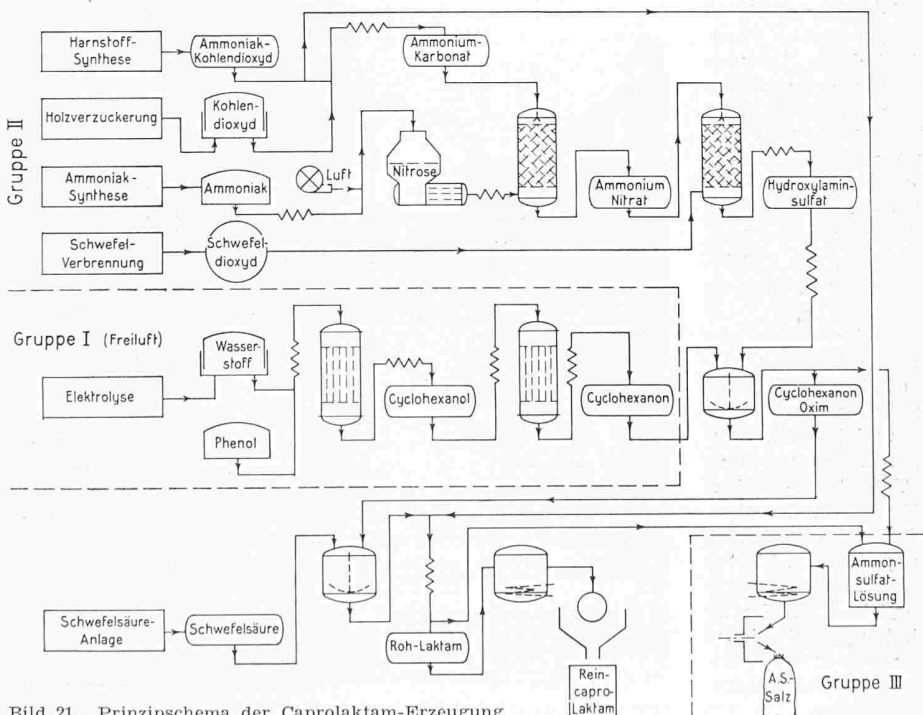 Gruppe II
Harnstoff-
Synthese
Ammoniak-
Kohlendioxyd
Ammonium-
Karbonat
Holzverzuckerung
Kohlen-
dioxyd
Luft
Nitrose
Ammoniak-
Synthese
Ammoniak
Ammonium
Nitrat
Hydroxylamin-
sulfat
Schwefel-
Verbrennung
Schwefel-
dioxyd
Gruppe I (Freiluft)
Wasser-
stoff
Elektrolyse
Cyclohexanol
Cyclohexanon
Cyclohexanon
Oxim
Phenol
Schwefelsäure-
Anlage
Schwefelsäure
Roh-Laktam
Rein-
capro-
Laktam
Ammon-
sulfat-
Lösung
A.S.-
Salz
Gruppe III
Bild 21. Prinzipschema der Caprolaktam-Erzeugung